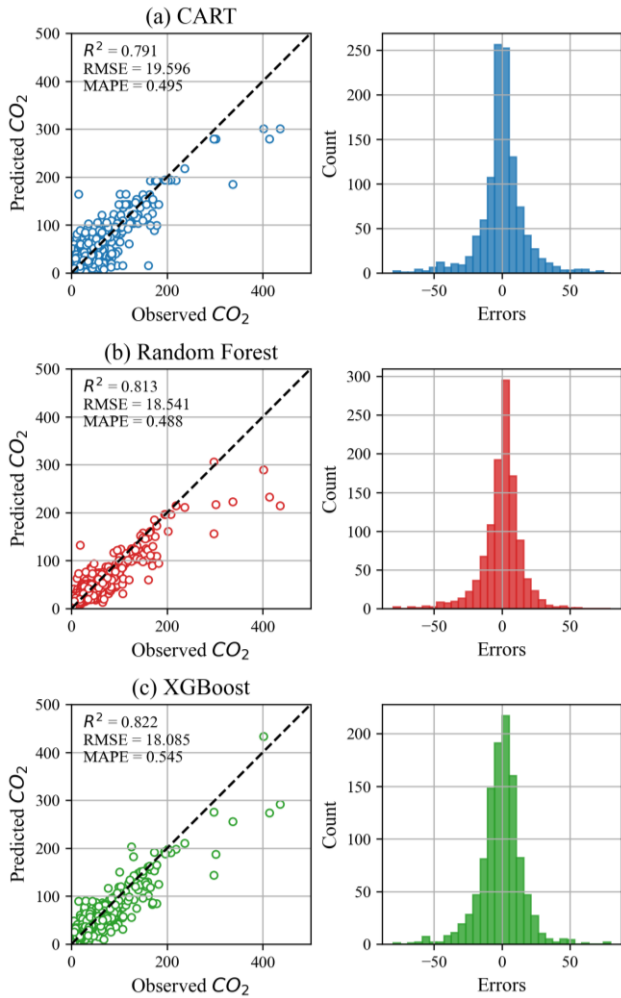 (a) CART
500
400
300
200
100
0
Predicted CO2
R2 = 0.791
RMSE = 19.596
MAPE = 0.495
0 200 400
Observed CO2
250
200
150
100
50
0
Count
−50 0 50
Errors
(b) Random Forest
500
400
300
200
100
0
Predicted CO2
R2 = 0.813
RMSE = 18.541
MAPE = 0.488
0 200 400
Observed CO2
300
250
200
150
100
50
0
Count
−50 0 50
Errors
(c) XGBoost
500
400
300
200
100
0
Predicted CO2
R2 = 0.822
RMSE = 18.085
MAPE = 0.545
0 200 400
Observed CO2
200
150
100
50
0
Count
−50 0 50
Errors